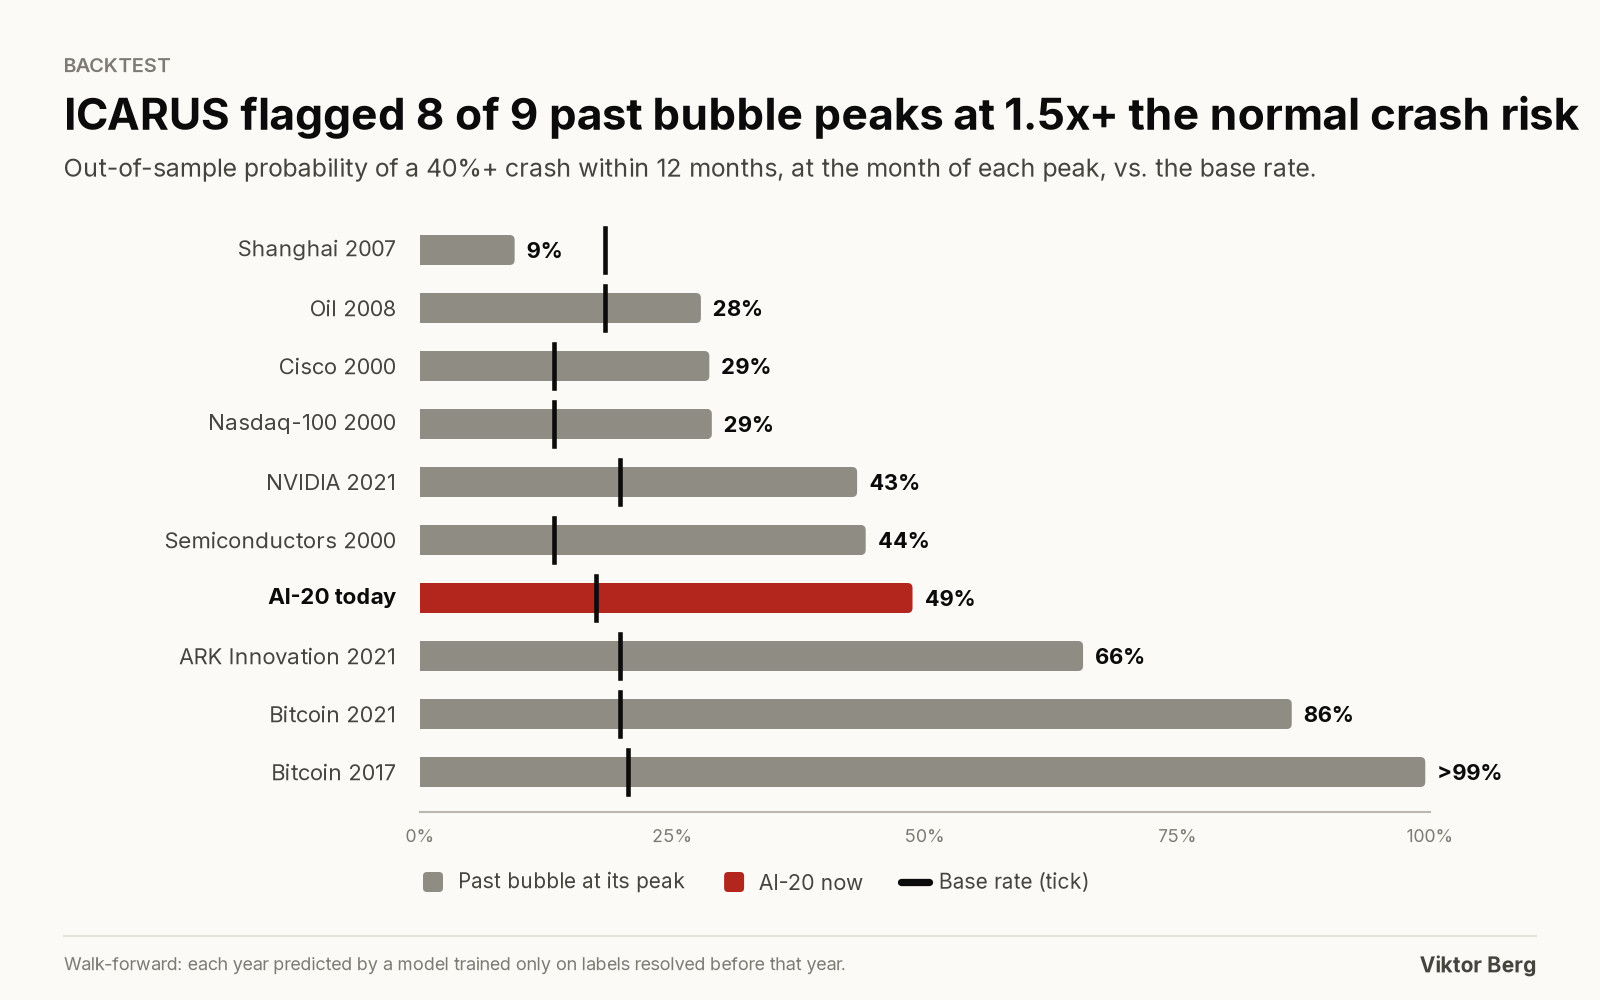 BACKTEST
ICARUS flagged 8 of 9 past bubble peaks at 1.5x+ the normal crash risk
Out-of-sample probability of a 40%+ crash within 12 months, at the month of each peak, vs. the base rate.
Shanghai 2007 9%
Oil 2008 28%
Cisco 2000 29%
Nasdaq-100 2000 29%
NVIDIA 2021 43%
Semiconductors 2000 44%
AI-20 today 49%
ARK Innovation 2021 66%
Bitcoin 2021 86%
Bitcoin 2017 >99%
0% 25% 50% 75% 100%
Past bubble at its peak AI-20 now Base rate (tick)
Walk-forward: each year predicted by a model trained only on labels resolved before that year. Viktor Berg